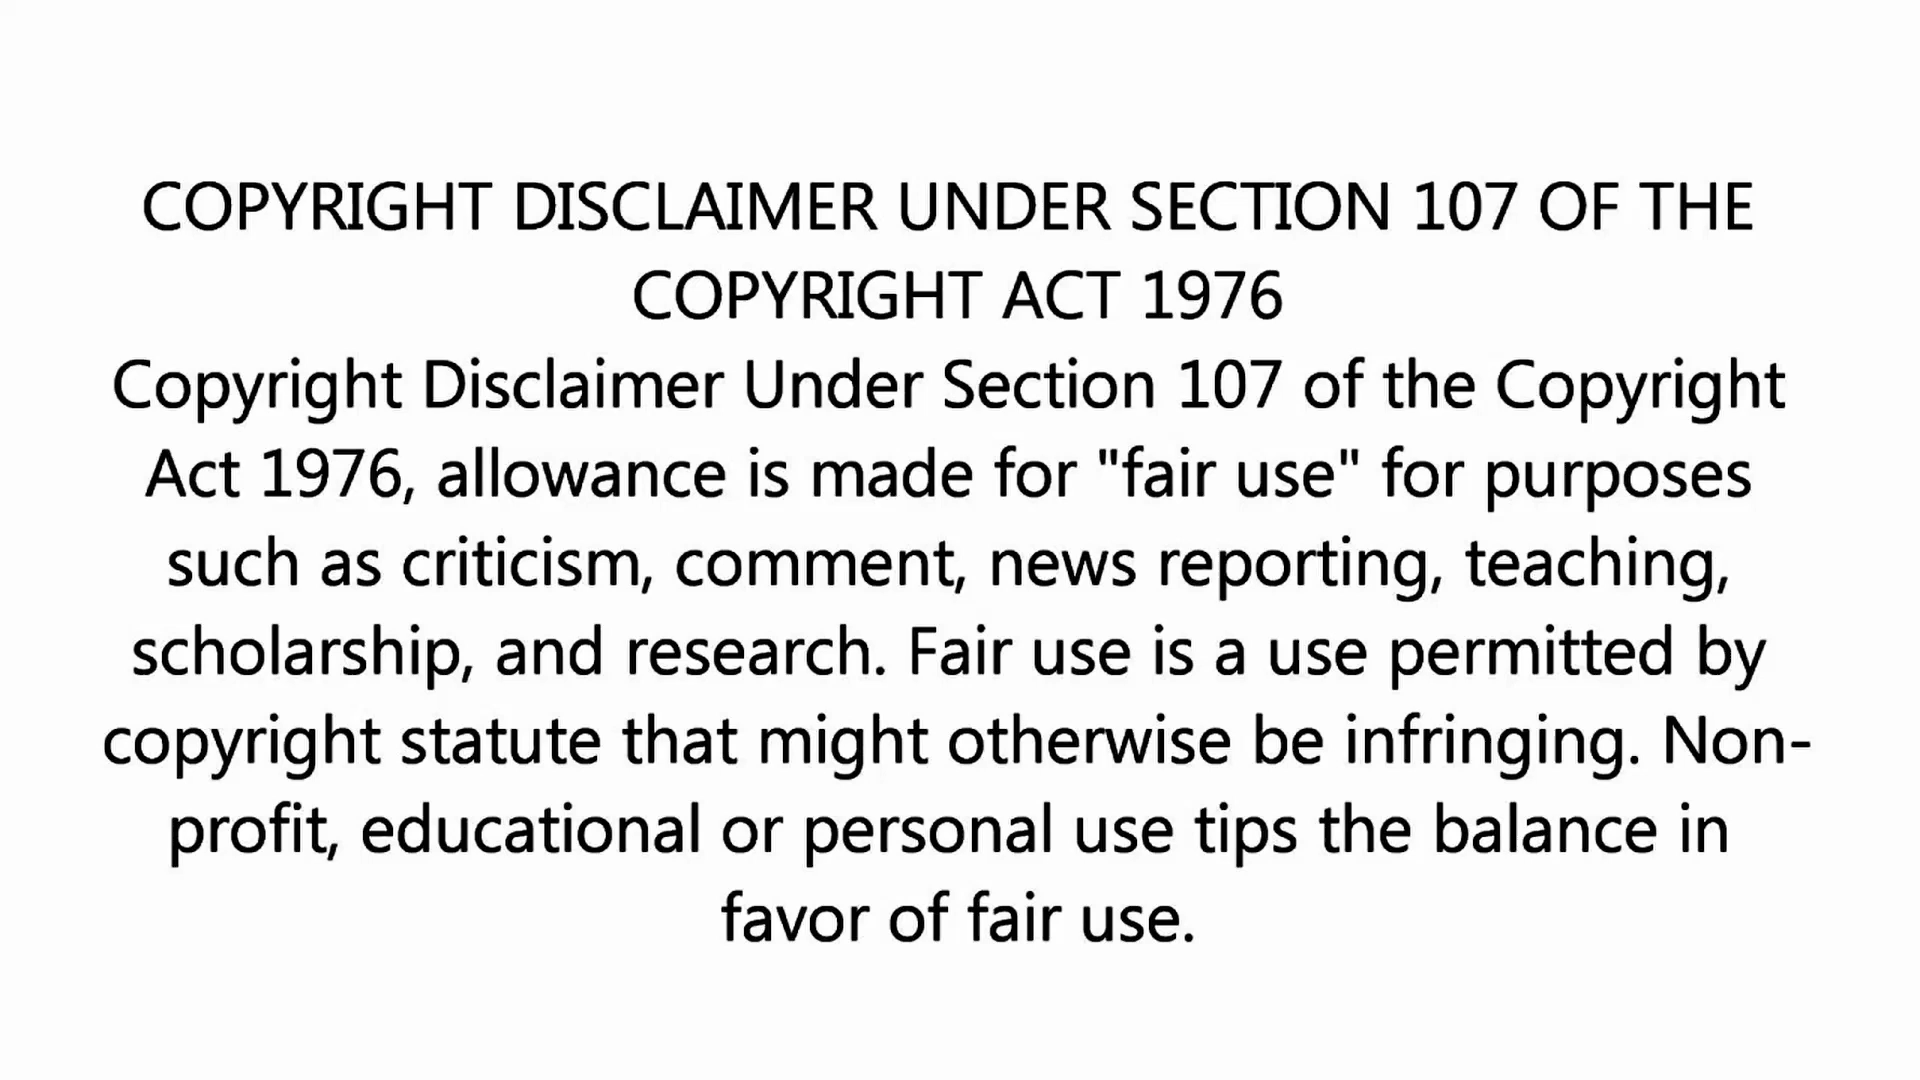 COPYRIGHT DISCLAIMER UNDER SECTION 107 OF THE
COPYRIGHT ACT 1976
Copyright Disclaimer Under Section 107 of the Copyright
Act 1976, allowance is made for "fair use" for purposes
such as criticism, comment, news reporting, teaching,
scholarship, and research. Fair use is a use permitted by
copyright statute that might otherwise be infringing. Non-
profit, educational or personal use tips the balance in
favor of fair use.